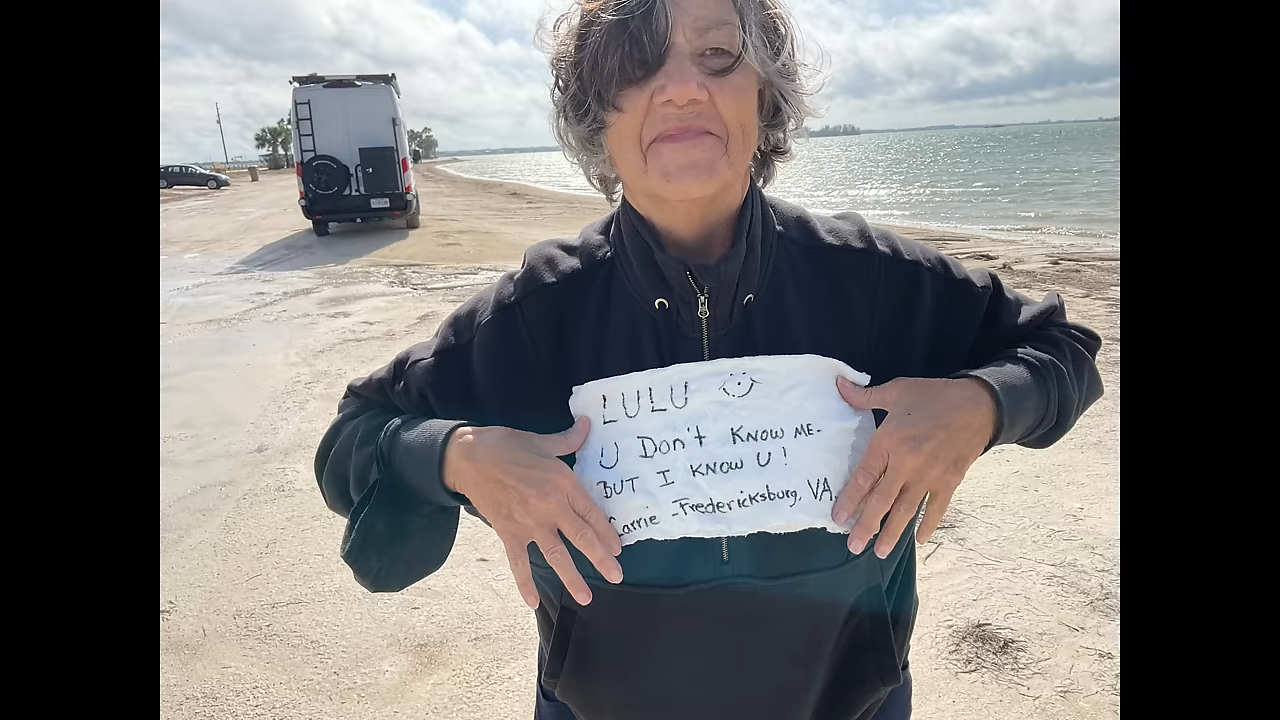 LULU
U Don't KNOW ME.
BUT I KNOW U!
Carrie -Fredericksburg, VA.